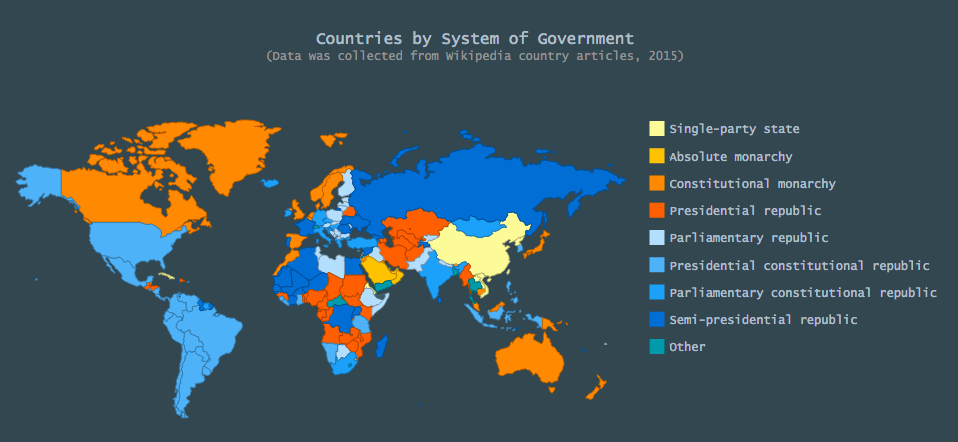 Countries by System of Government
(Data was collected from Wikipedia country articles, 2015)
Single-party state
Absolute monarchy
Constitutional monarchy
Presidential republic
Parliamentary republic
Presidential constitutional republic
Parliamentary constitutional republic
Semi-presidential republic
Other